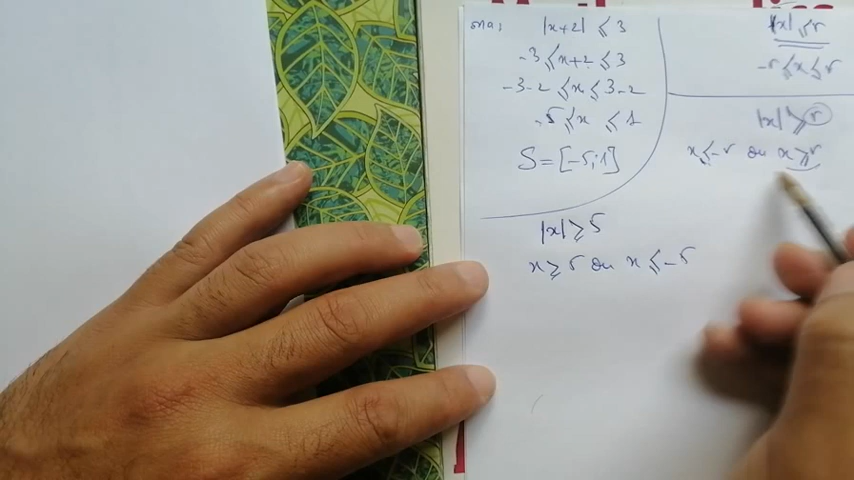 |x+2| ⩽ 3
-3 ⩽ x+2 ⩽ 3
-3-2 ⩽ x ⩽ 3-2
-5 ⩽ x ⩽ 1
S = [-5;1]
|x| ⩽ r
-r ⩽ x ⩽ r
|x| ⩾ r
x ⩽ -r ou x ⩾ r
|x| ⩾ 5
x ⩾ 5 ou x ⩽ -5